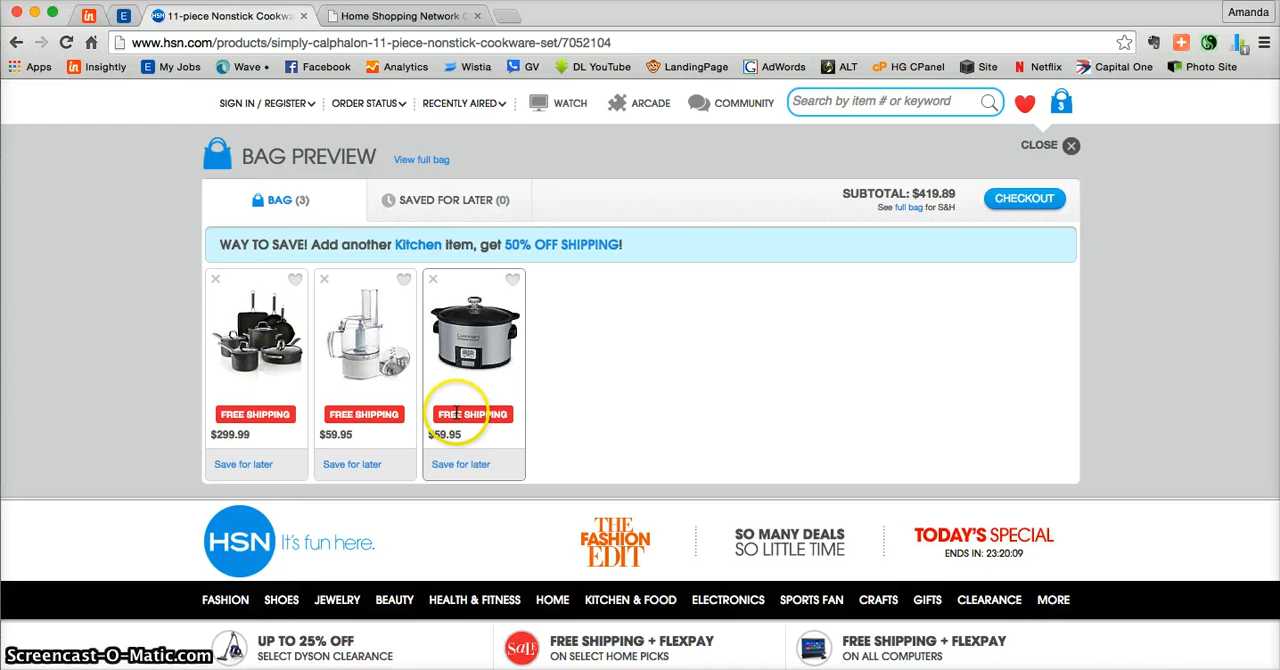 11-piece Nonstick Cookwa
Home Shopping Network C
Amanda
www.hsn.com/products/simply-calphalon-11-piece-nonstick-cookware-set/7052104
Apps Insightly My Jobs Wave • Facebook Analytics Wistia GV DL YouTube LandingPage AdWords ALT HG CPanel Site Netflix Capital One Photo Site
SIGN IN / REGISTER ORDER STATUS RECENTLY AIRED WATCH ARCADE COMMUNITY Search by item # or keyword 3
CLOSE
BAG PREVIEW View full bag
BAG (3) SAVED FOR LATER (0) SUBTOTAL: $419.89 CHECKOUT
See full bag for S&H
WAY TO SAVE! Add another Kitchen item, get 50% OFF SHIPPING!
Cuisinart
FREE SHIPPING FREE SHIPPING FREE SHIPPING
$299.99 $59.95 $59.95
Save for later Save for later Save for later
HSN It's fun here.
THE FASHION EDIT
SO MANY DEALS
SO LITTLE TIME
TODAY'S SPECIAL
ENDS IN: 23:20:09
FASHION SHOES JEWELRY BEAUTY HEALTH & FITNESS HOME KITCHEN & FOOD ELECTRONICS SPORTS FAN CRAFTS GIFTS CLEARANCE MORE
UP TO 25% OFF
SELECT DYSON CLEARANCE
SALE
FREE SHIPPING + FLEXPAY
ON SELECT HOME PICKS
FREE SHIPPING + FLEXPAY
ON ALL COMPUTERS
Screencast-O-Matic.com